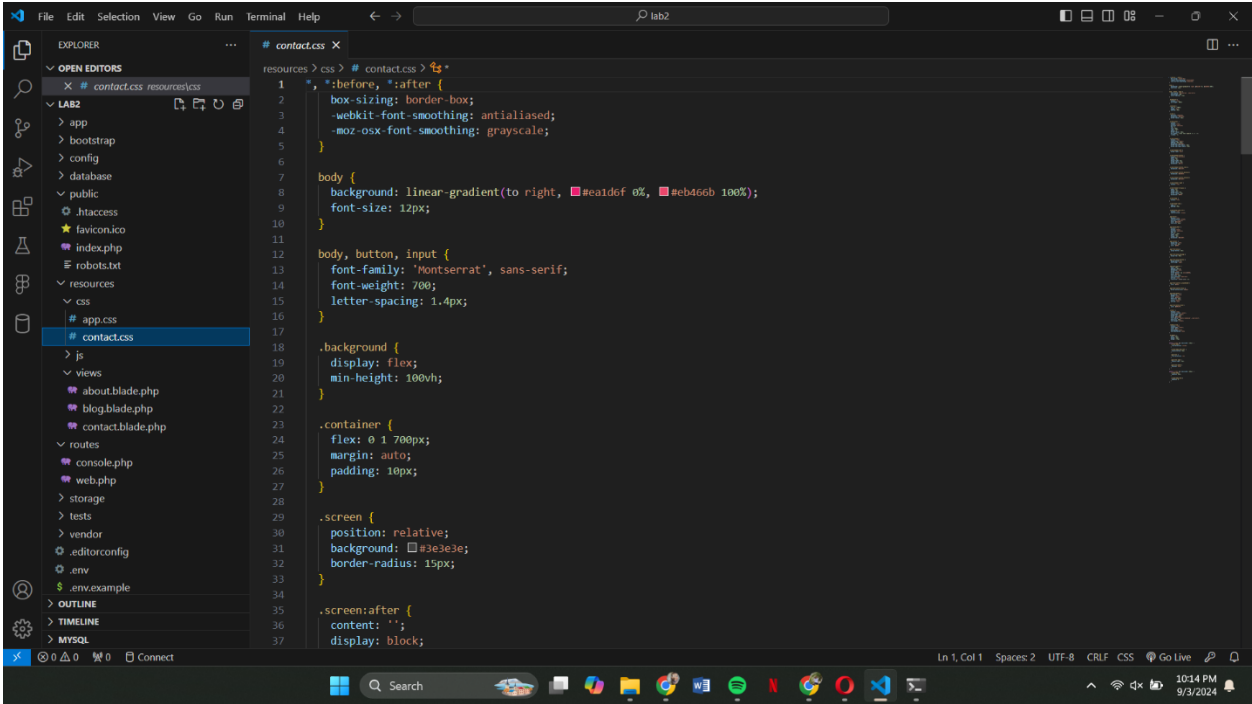 File Edit Selection View Go Run Terminal Help
lab2
EXPLORER
OPEN EDITORS
# contact.css resources\css
LAB2
app
bootstrap
config
database
public
.htaccess
favicon.ico
index.php
robots.txt
resources
css
# app.css
# contact.css
js
views
about.blade.php
blog.blade.php
contact.blade.php
routes
console.php
web.php
storage
tests
vendor
.editorconfig
.env
$ .env.example
OUTLINE
TIMELINE
MYSQL
# contact.css
resources > css > # contact.css > *
1 *, *:before, *:after {
2 box-sizing: border-box;
3 -webkit-font-smoothing: antialiased;
4 -moz-osx-font-smoothing: grayscale;
5 }
6
7 body {
8 background: linear-gradient(to right, #ea1d6f 0%, #eb466b 100%);
9 font-size: 12px;
10 }
11
12 body, button, input {
13 font-family: 'Montserrat', sans-serif;
14 font-weight: 700;
15 letter-spacing: 1.4px;
16 }
17
18 .background {
19 display: flex;
20 min-height: 100vh;
21 }
22
23 .container {
24 flex: 0 1 700px;
25 margin: auto;
26 padding: 10px;
27 }
28
29 .screen {
30 position: relative;
31 background: #3e3e3e;
32 border-radius: 15px;
33 }
34
35 .screen:after {
36 content: '';
37 display: block;
0 0 0 Connect
Ln 1, Col 1 Spaces: 2 UTF-8 CRLF CSS Go Live
Search
10:14 PM
9/3/2024